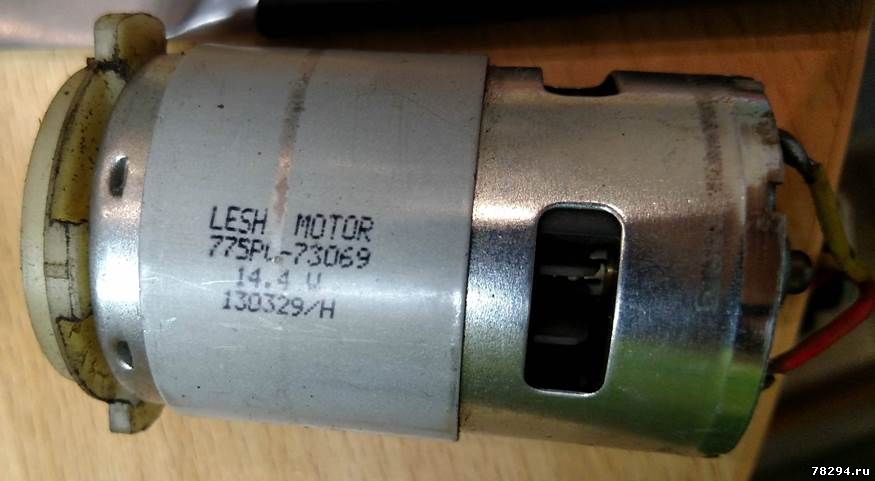 LESH MOTOR
775PL-73069
14.4 V
130329/H
78294.ru